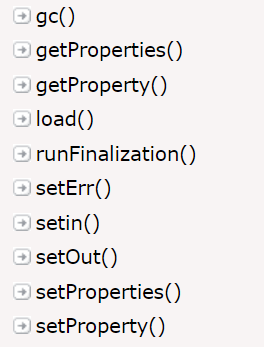 gc()
getProperties()
getProperty()
load()
runFinalization()
setErr()
setin()
setOut()
setProperties()
setProperty()